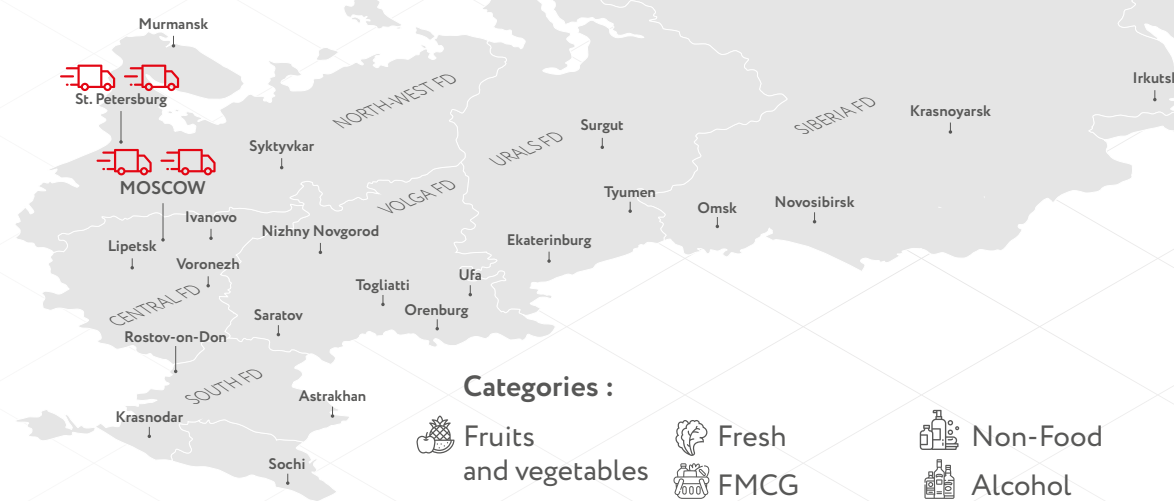 Murmansk
St. Petersburg
MOSCOW
NORTH-WEST FD
Syktyvkar
URALS FD
Surgut
SIBERIA FD
Krasnoyarsk
Irkutsk
VOLGA FD
Tyumen
Omsk
Novosibirsk
Ivanovo
Nizhny Novgorod
Lipetsk
Ekaterinburg
Voronezh
Ufa
Togliatti
CENTRAL FD
Orenburg
Saratov
Rostov-on-Don
SOUTH FD
Astrakhan
Krasnodar
Sochi
Categories :
Fruits
and vegetables
Fresh
FMCG
Non-Food
Alcohol